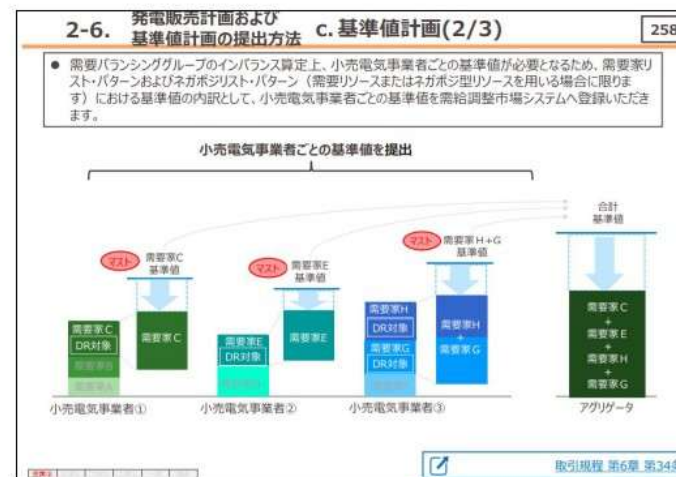 2-6. 発電販売計画および
基準値計画の提出方法 c. 基準値計画(2/3)
258
● 需要バランシンググループのインバランス算定上、小売電気事業者ごとの基準値が必要となるため、需要家リ
スト・パターンおよびネガポジリスト・パターン（需要リソースまたはネガポジ型リソースを用いる場合に限りま
す）における基準値の内訳として、小売電気事業者ごとの基準値を需給調整市場システムへ登録いただき
ます。
小売電気事業者ごとの基準値を提出
合計
基準値
マスト 需要家C
基準値
マスト 需要家E
基準値
マスト 需要家H+G
基準値
需要家C
DR対象
需要家B
需要家A
需要家C
需要家E
DR対象
需要家E
需要家H
DR対象
需要家G
DR対象
需要家H
+
需要家G
需要家C
+
需要家E
+
需要家H
+
需要家G
小売電気事業者①
小売電気事業者②
小売電気事業者③
アグリゲータ
取引規程 第6章 第34条